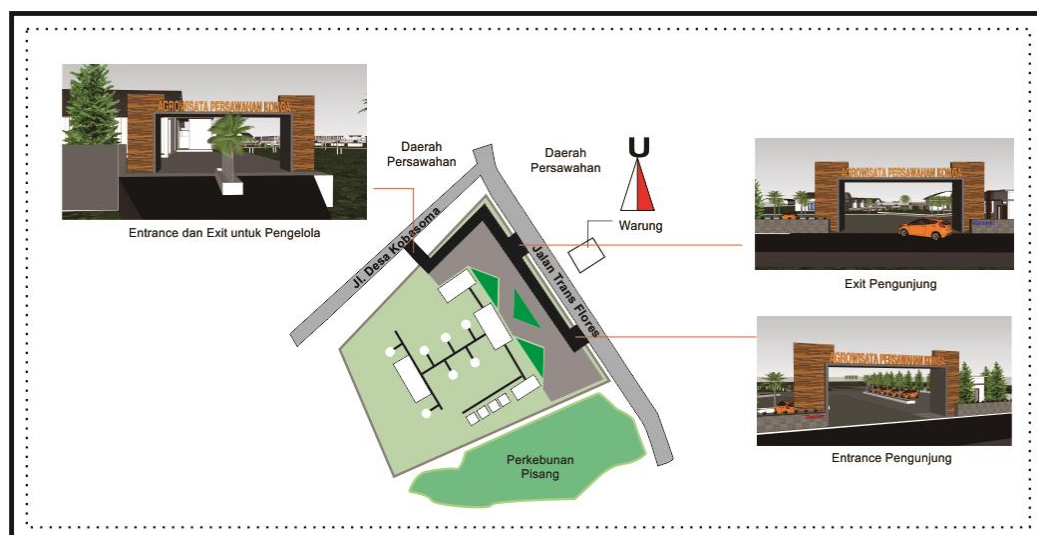 AGROWISATA PERSAWAHAN KONGA
Entrance dan Exit untuk Pengelola
Daerah
Persawahan
Daerah
Persawahan
U
Warung
Jl. Desa Kobasoma
Jalan Trans Flores
Perkebunan
Pisang
AGROWISATA PERSAWAHAN KONGA
Exit Pengunjung
AGROWISATA PERSAWAHAN KONGA
Entrance Pengunjung